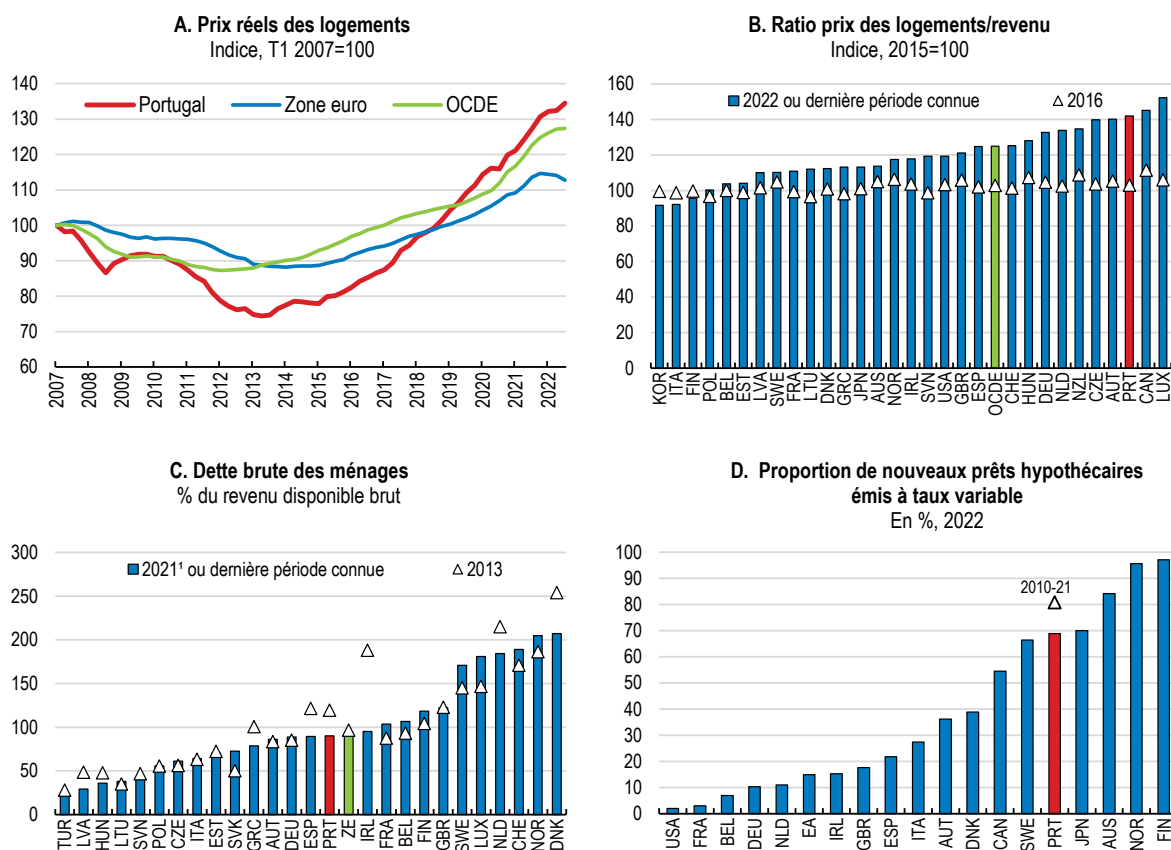 A. Prix réels des logements
Indice, T1 2007=100
Portugal Zone euro OCDE
140
130
120
110
100
90
80
70
60
2007 2008 2009 2010 2011 2012 2013 2014 2015 2016 2017 2018 2019 2020 2021 2022
B. Ratio prix des logements/revenu
Indice, 2015=100
2022 ou dernière période connue 2016
160
140
120
100
80
60
40
20
0
KOR ITA FIN POL BEL EST LVA SWE FRA LTU DNK GRC JPN AUS NOR IRL SVN USA GBR ESP OCDE CHE HUN DEU NLD NZL CZE AUT PRT CAN LUX
C. Dette brute des ménages
% du revenu disponible brut
2021¹ ou dernière période connue 2013
300
250
200
150
100
50
0
TUR LVA HUN LTU SVN POL CZE ITA EST SVK GRC AUT DEU ESP PRT ZE IRL FRA BEL FIN GBR SWE LUX NLD CHE NOR DNK
D. Proportion de nouveaux prêts hypothécaires
émis à taux variable
En %, 2022
2010-21
100
90
80
70
60
50
40
30
20
10
0
USA FRA BEL DEU NLD EA IRL GBR ESP ITA AUT DNK CAN SWE PRT JPN AUS NOR FIN